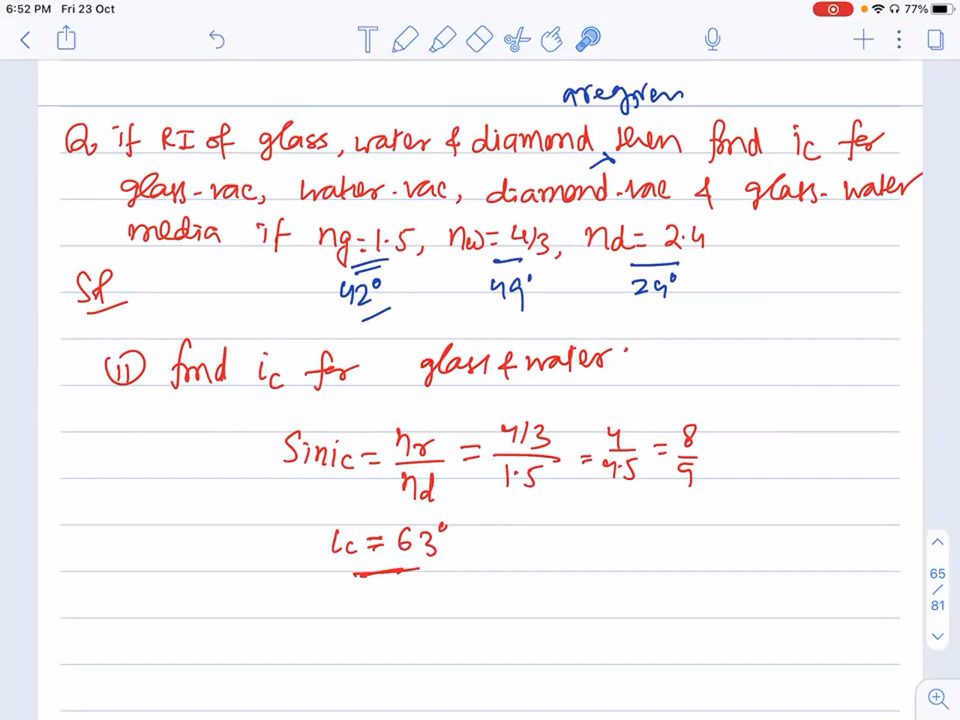 6:52 PM Fri 23 Oct 77%
are given
Q. if RI of glass, water & diamond, then find ic for
glass-vac, water-vac, diamond-vac & glass-water
media if ng = 1.5, nw = 4/3, nd = 2.4
42° 49° 24°
Sol
(ii) find ic for glass & water
Sin ic = nr/nd = 4/3/1.5 = 4/4.5 = 8/9
ic = 63°
65
/
81